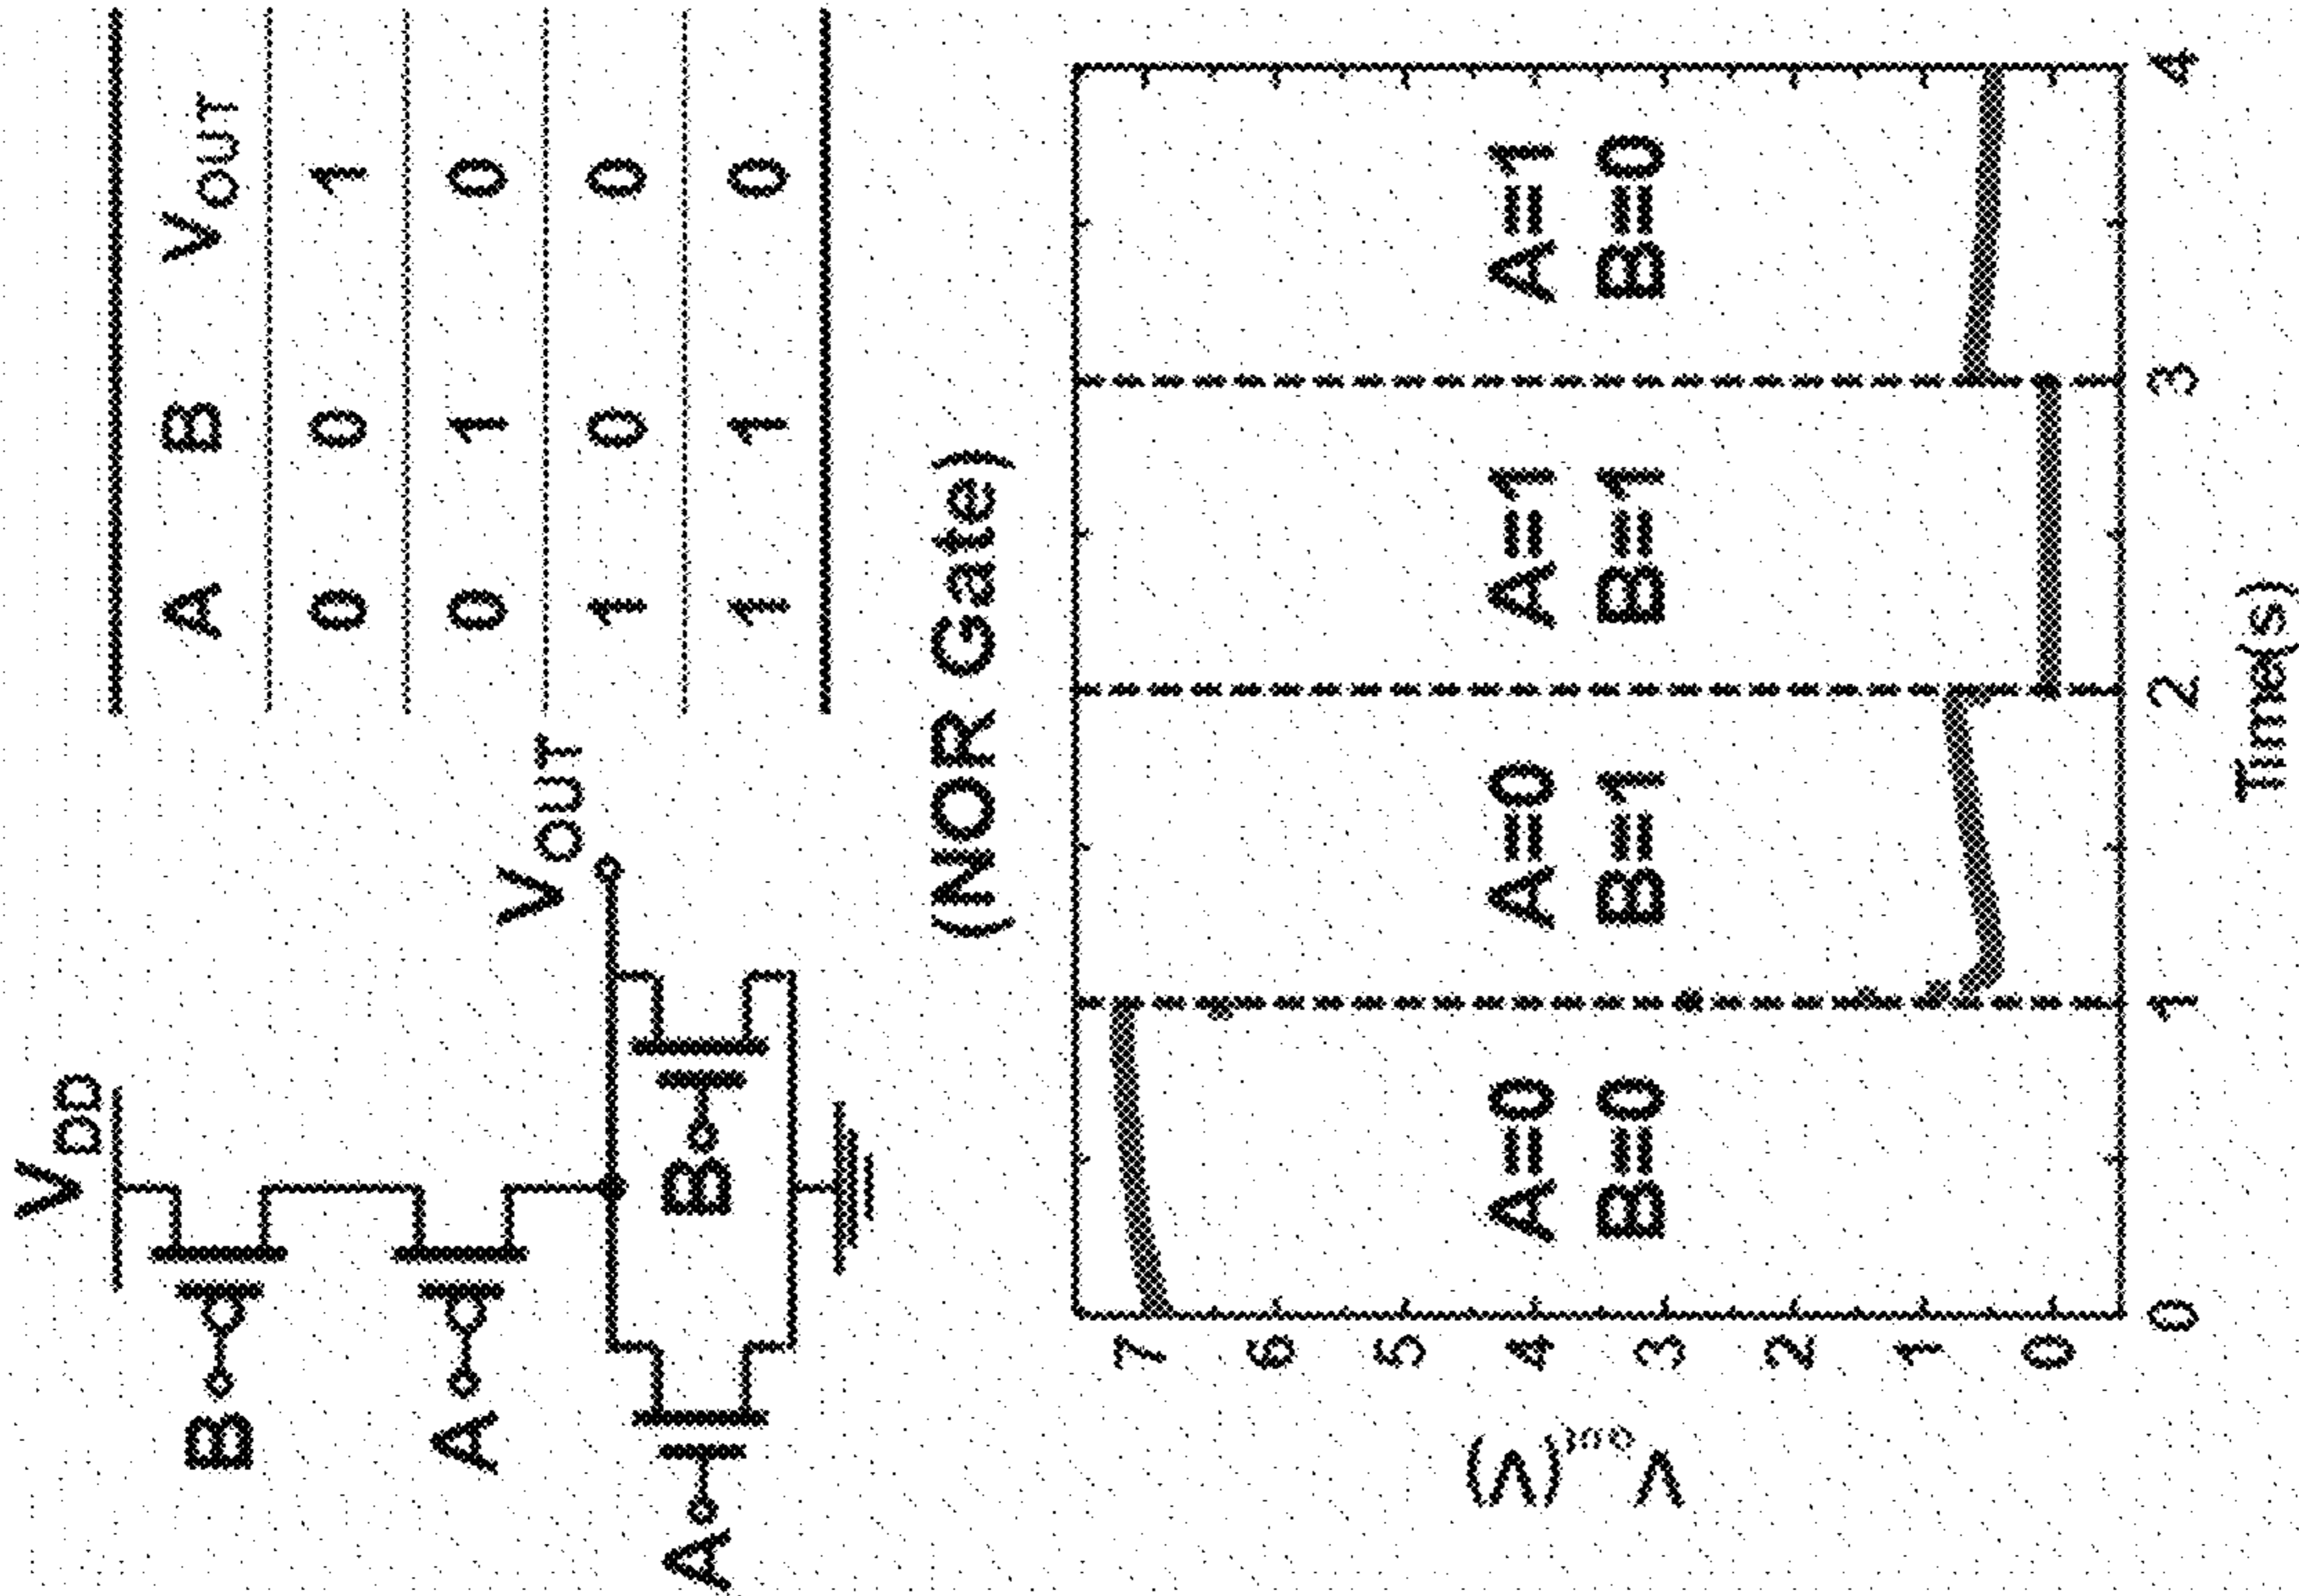 V_DD
B
A
V_OUT
A
B
A B V_OUT
0 0 1
0 1 0
1 0 0
1 1 0
(NOR Gate)
V_out(V)
7
6
5
4
3
2
1
0
A=0
B=0
A=0
B=1
A=1
B=1
A=1
B=0
0 1 2 3 4
Time(s)